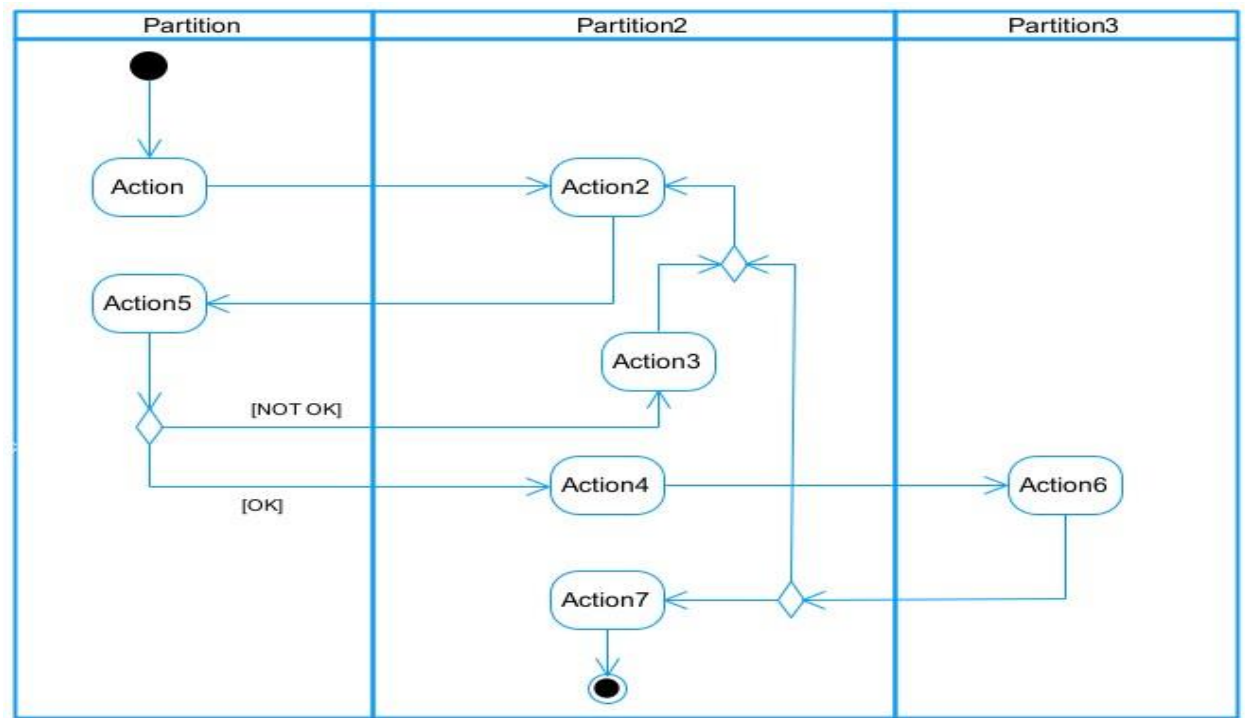 Partition
Partition2
Partition3
Action
Action2
Action5
Action3
[NOT OK]
Action4
Action6
[OK]
Action7